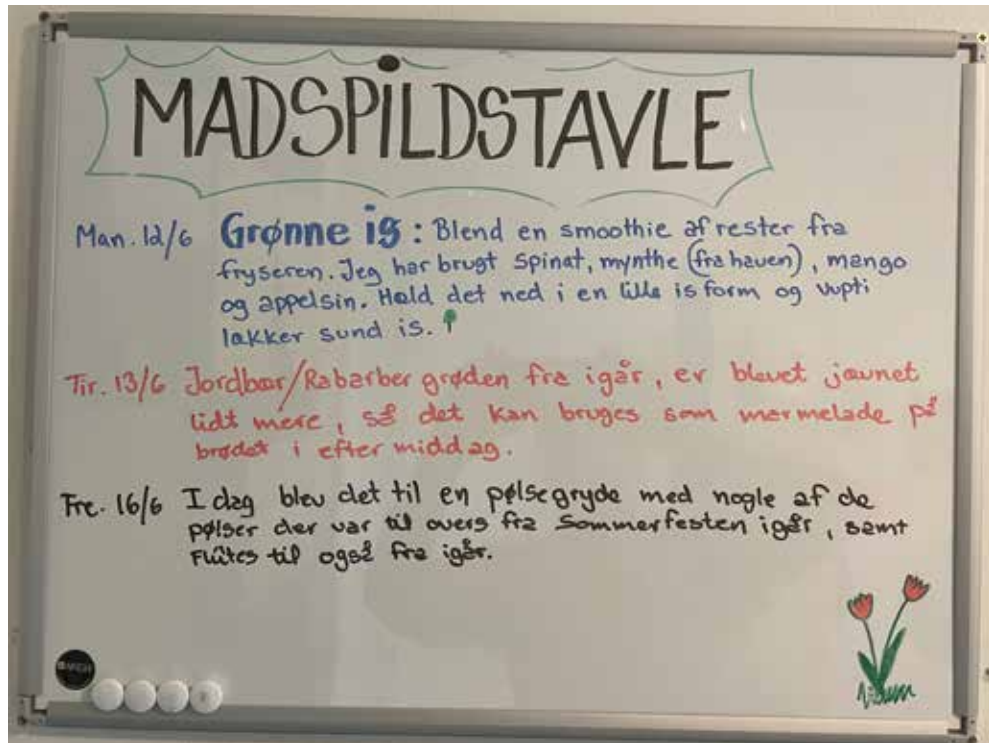 MADSPILDSTAVLE
Man. 12/6 Grønne is: Blend en smoothie af rester fra
fryseren. Jeg har brugt spinat, mynthe (fra haven), mango
og appelsin. Hæld det ned i en lille is form og vupti
lækker sund is.
Tir. 13/6 Jordbær/Rabarber grøden fra igår, er blevet jævnet
lidt mere, så det kan bruges som marmelade på
brødet i efter middag.
Fre. 16/6 I dag blev det til en pølsegryde med nogle af de
pølser der var til overs fra Sommerfesten igår, samt
Flûtes til også fra igår.